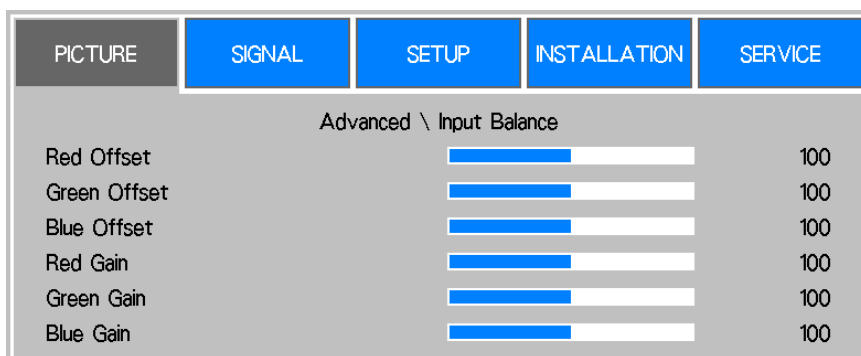 PICTURE SIGNAL SETUP INSTALLATION SERVICE
Advanced \ Input Balance
Red Offset 100
Green Offset 100
Blue Offset 100
Red Gain 100
Green Gain 100
Blue Gain 100